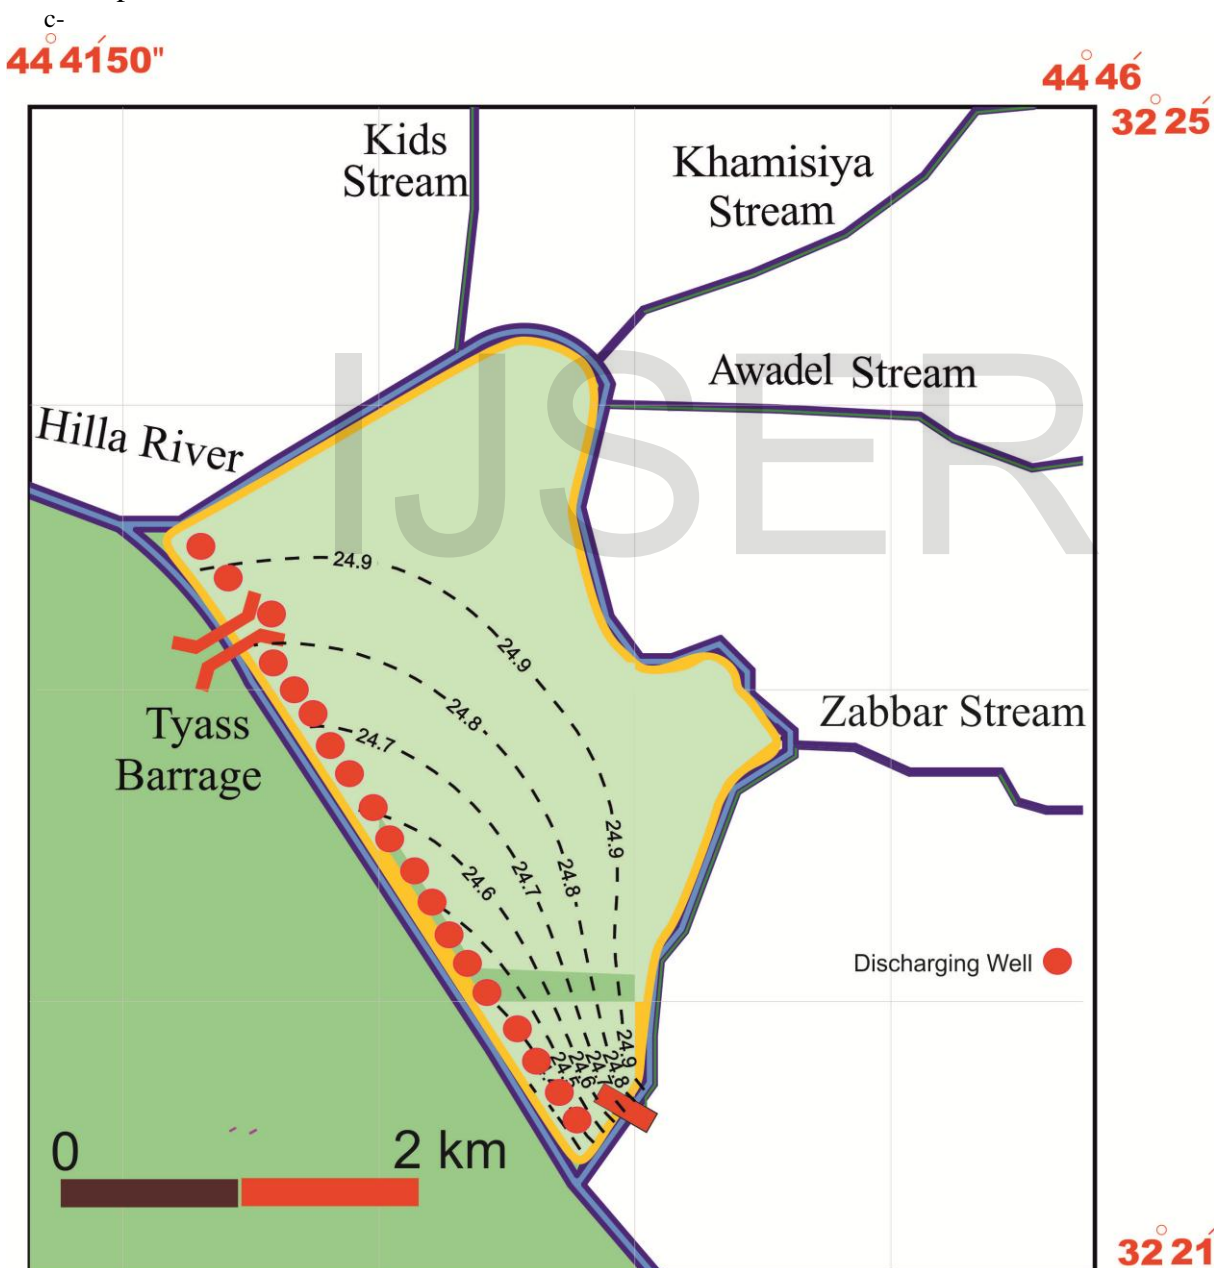 c-
44° 41′50"
44° 46′
32° 25′
Kids
Stream
Khamisiya
Stream
Awadel Stream
IJSER
Hilla River
24.9
24.9
24.8
24.7
Zabbar Stream
Tyass
Barrage
24.9
24.8
24.7
24.6
Discharging Well
24.9
24.8
24.7
24.6
0
2 km
32° 21′